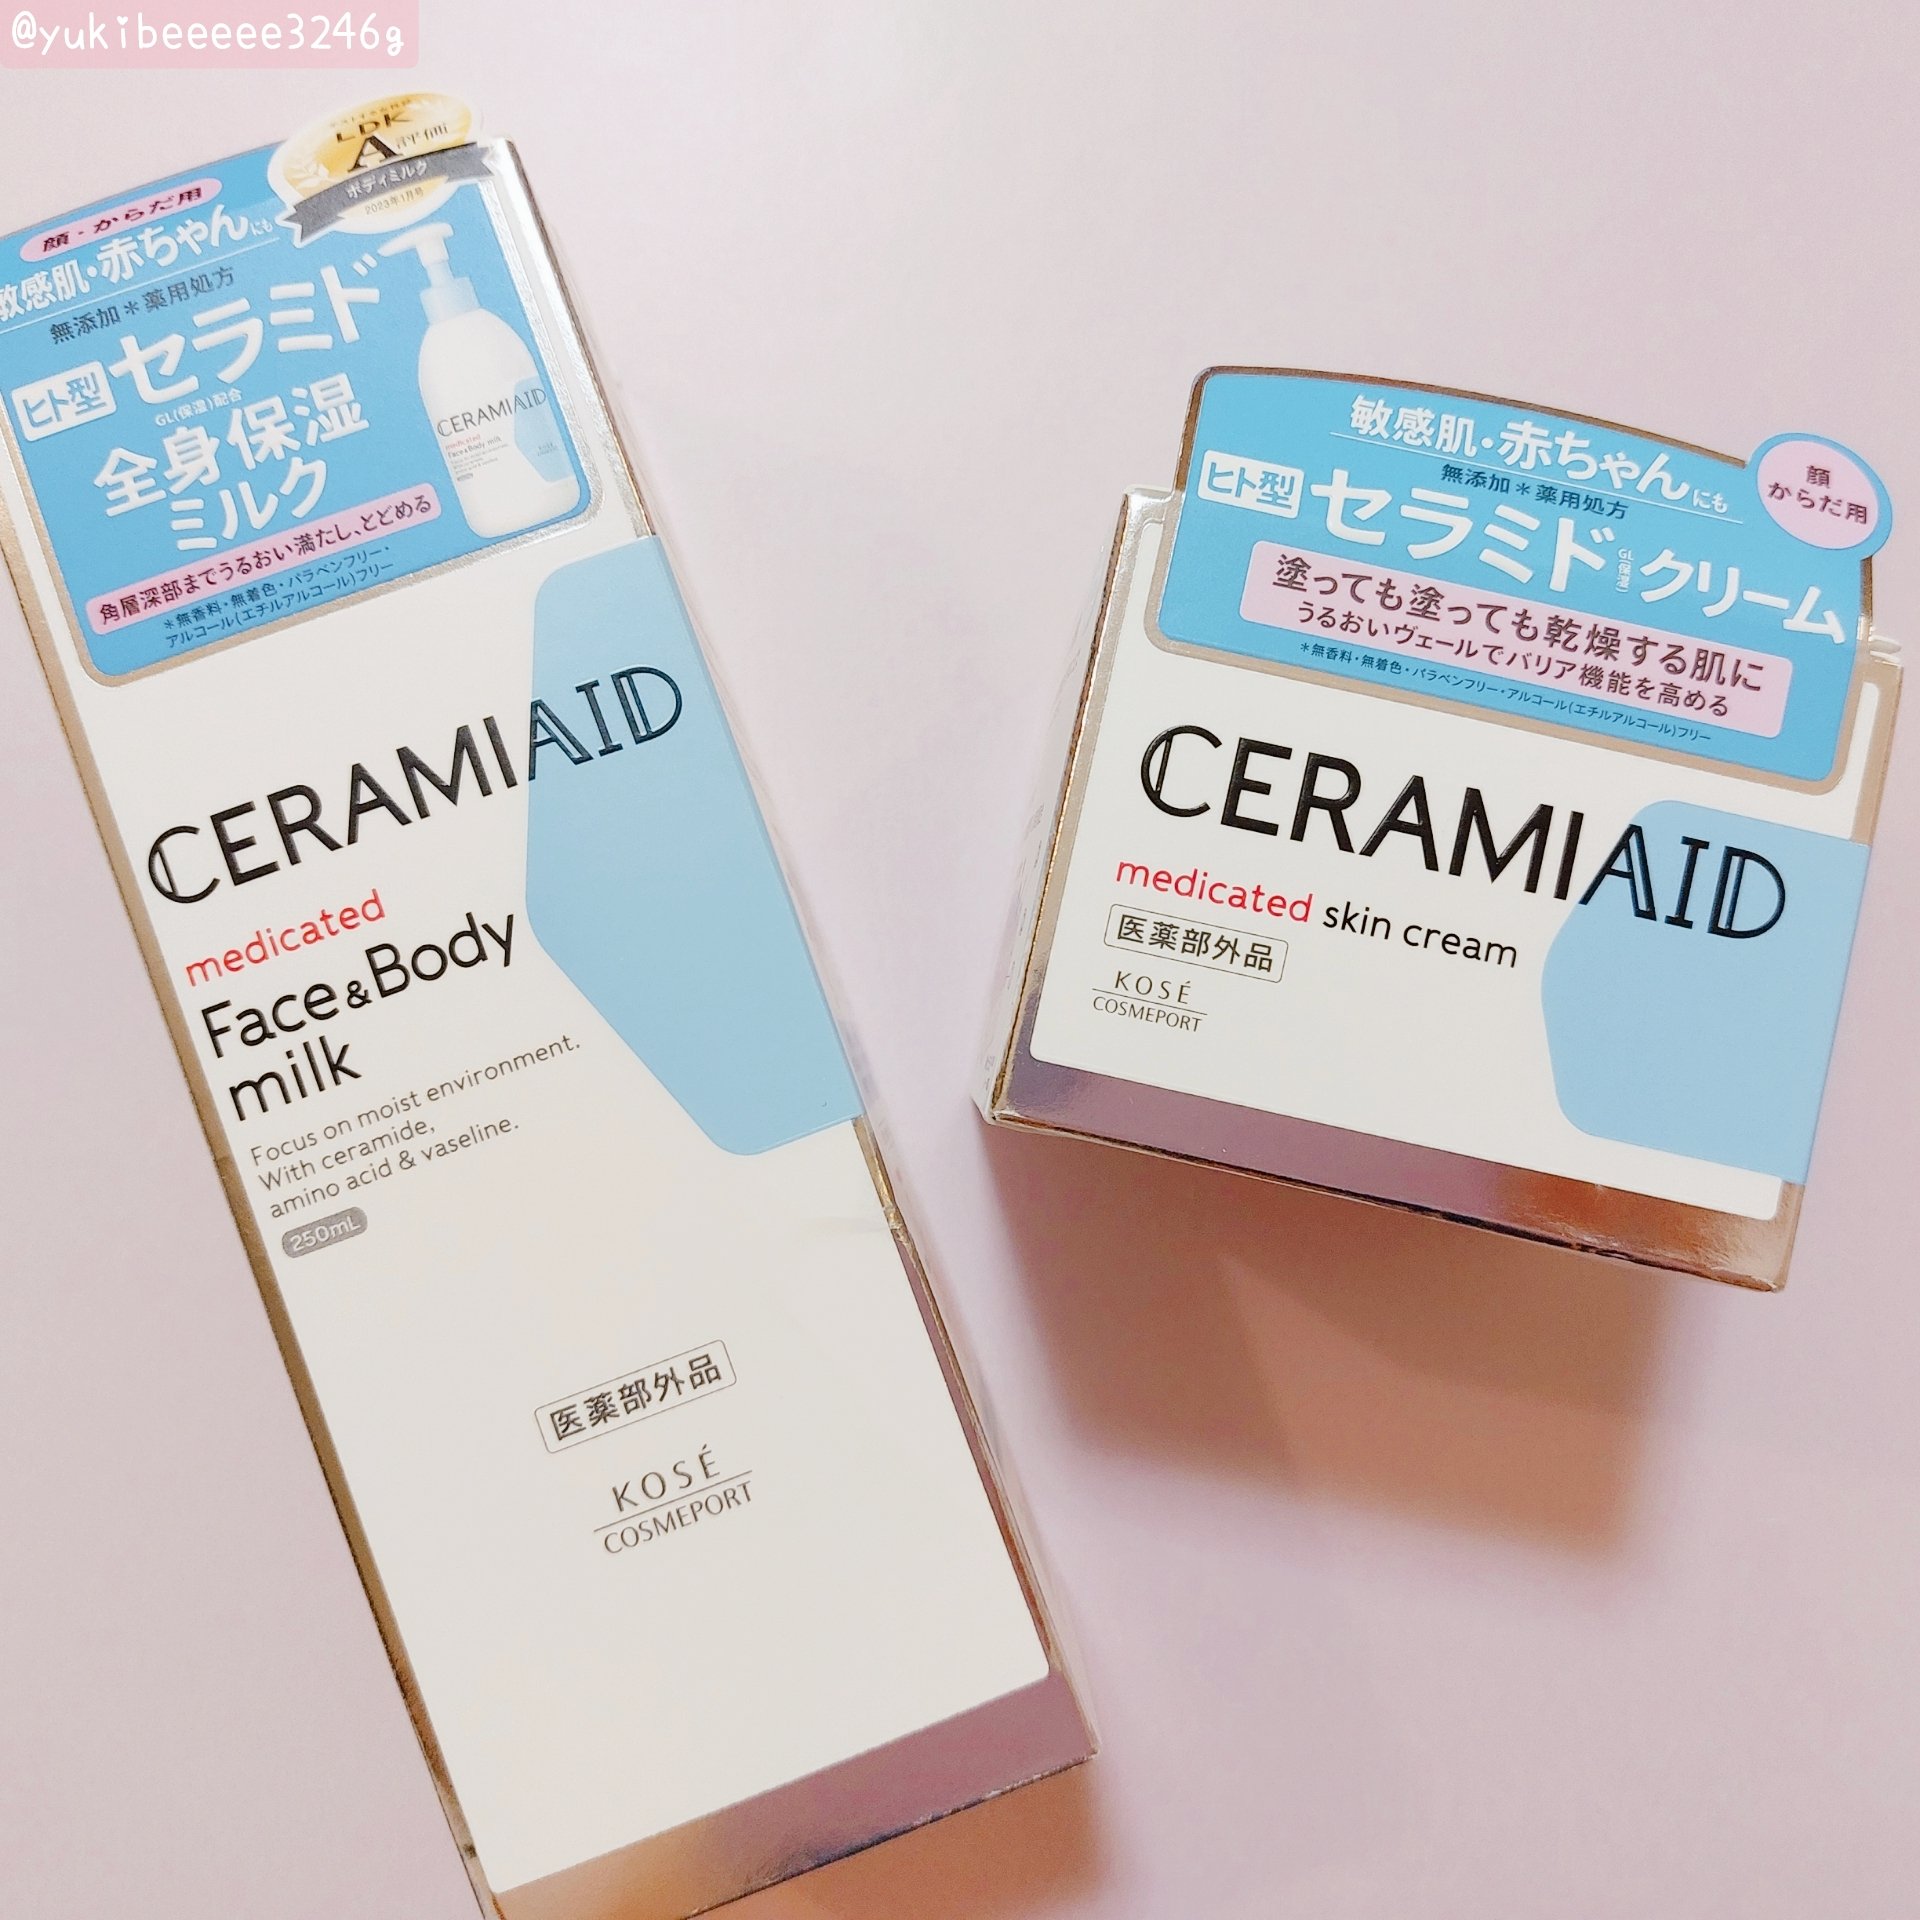 @yukibeeeee3246g
LDK
A評価
ボディミルク
2023年1月号
顔・からだ用
敏感肌・赤ちゃんにも
無添加＊薬用処方
ヒト型セラミド
GL(保湿)配合
全身保湿
ミルク
角層深部までうるおい満たし、とどめる
＊無香料・無着色・パラベンフリー・
アルコール(エチルアルコール)フリー
CERAMIAID
medicated
Face & Body milk
CERAMIAID
medicated
Face&Body
milk
Focus on moist environment.
With ceramide,
amino acid & vaseline.
250mL
医薬部外品
KOSÉ
COSMEPORT
敏感肌・赤ちゃんにも
無添加＊薬用処方
顔
からだ用
ヒト型セラミドGL(保湿)クリーム
塗っても塗っても乾燥する肌に
うるおいヴェールでバリア機能を高める
＊無香料・無着色・パラベンフリー・アルコール(エチルアルコール)フリー
CERAMIAID
medicated skin cream
医薬部外品
KOSÉ
COSMEPORT